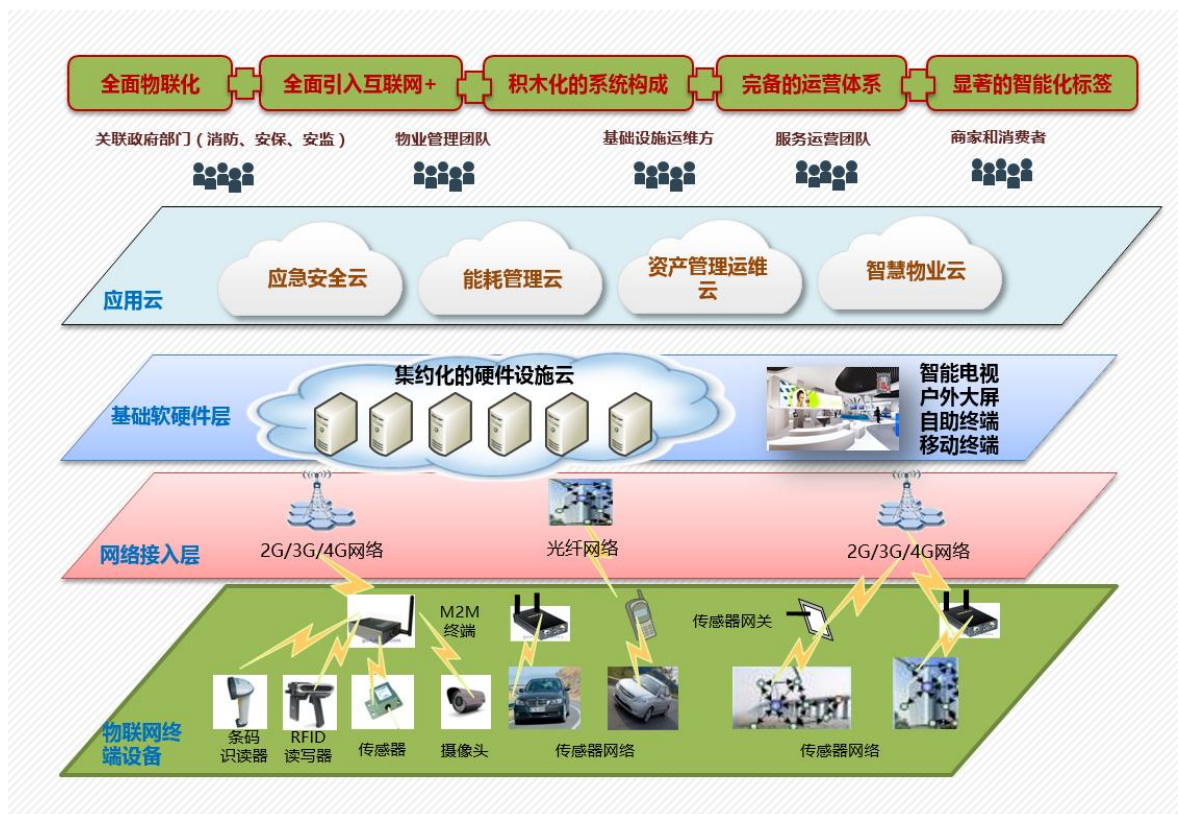 全面物联化
全面引入互联网+
积木化的系统构成
完备的运营体系
显著的智能化标签
关联政府部门（消防、安保、安监）
物业管理团队
基础设施运维方
服务运营团队
商家和消费者
应急安全云
能耗管理云
资产管理运维
云
智慧物业云
应用云
集约化的硬件设施云
智能电视
户外大屏
自助终端
移动终端
基础软硬件层
网络接入层
2G/3G/4G网络
光纤网络
2G/3G/4G网络
M2M
终端
传感器网关
物联网终
端设备
条码
识读器
RFID
读写器
传感器
摄像头
传感器网络
传感器网络